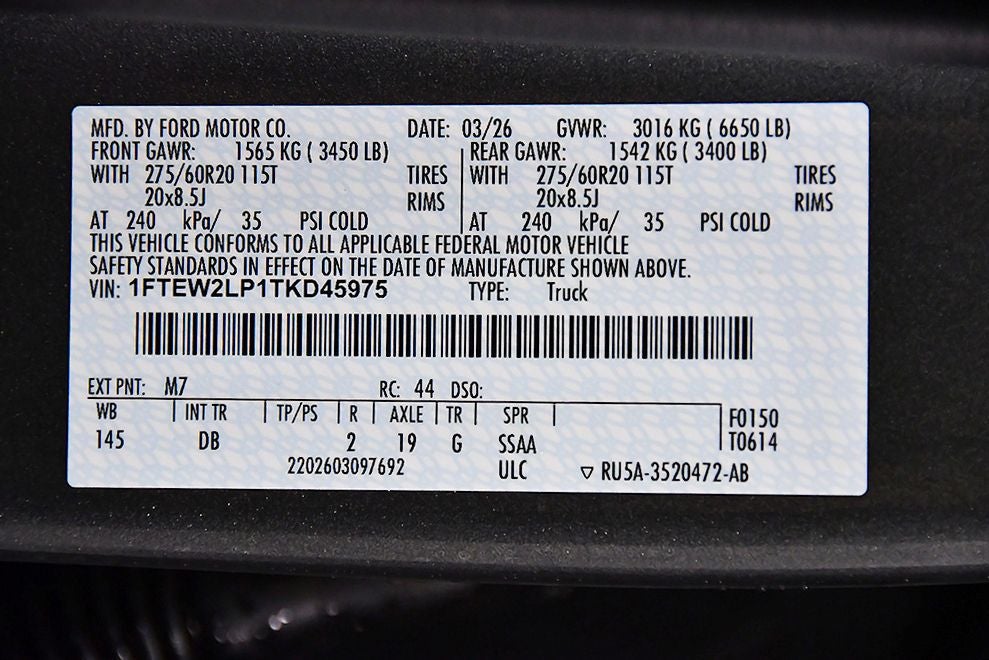 MFD. BY FORD MOTOR CO. DATE: 03/26 GVWR: 3016 KG ( 6650 LB)
FRONT GAWR: 1565 KG ( 3450 LB) REAR GAWR: 1542 KG ( 3400 LB)
WITH 275/60R20 115T TIRES WITH 275/60R20 115T TIRES
20x8.5J RIMS 20x8.5J RIMS
AT 240 kPa/ 35 PSI COLD AT 240 kPa/ 35 PSI COLD
THIS VEHICLE CONFORMS TO ALL APPLICABLE FEDERAL MOTOR VEHICLE
SAFETY STANDARDS IN EFFECT ON THE DATE OF MANUFACTURE SHOWN ABOVE.
VIN: 1FTEW2LP1TKD45975 TYPE: Truck
EXT PNT: M7 RC: 44 DSO:
WB INT TR TP/PS R AXLE TR SPR F0150
145 DB 2 19 G SSAA T0614
2202603097692 ULC ▽ RU5A-3520472-AB